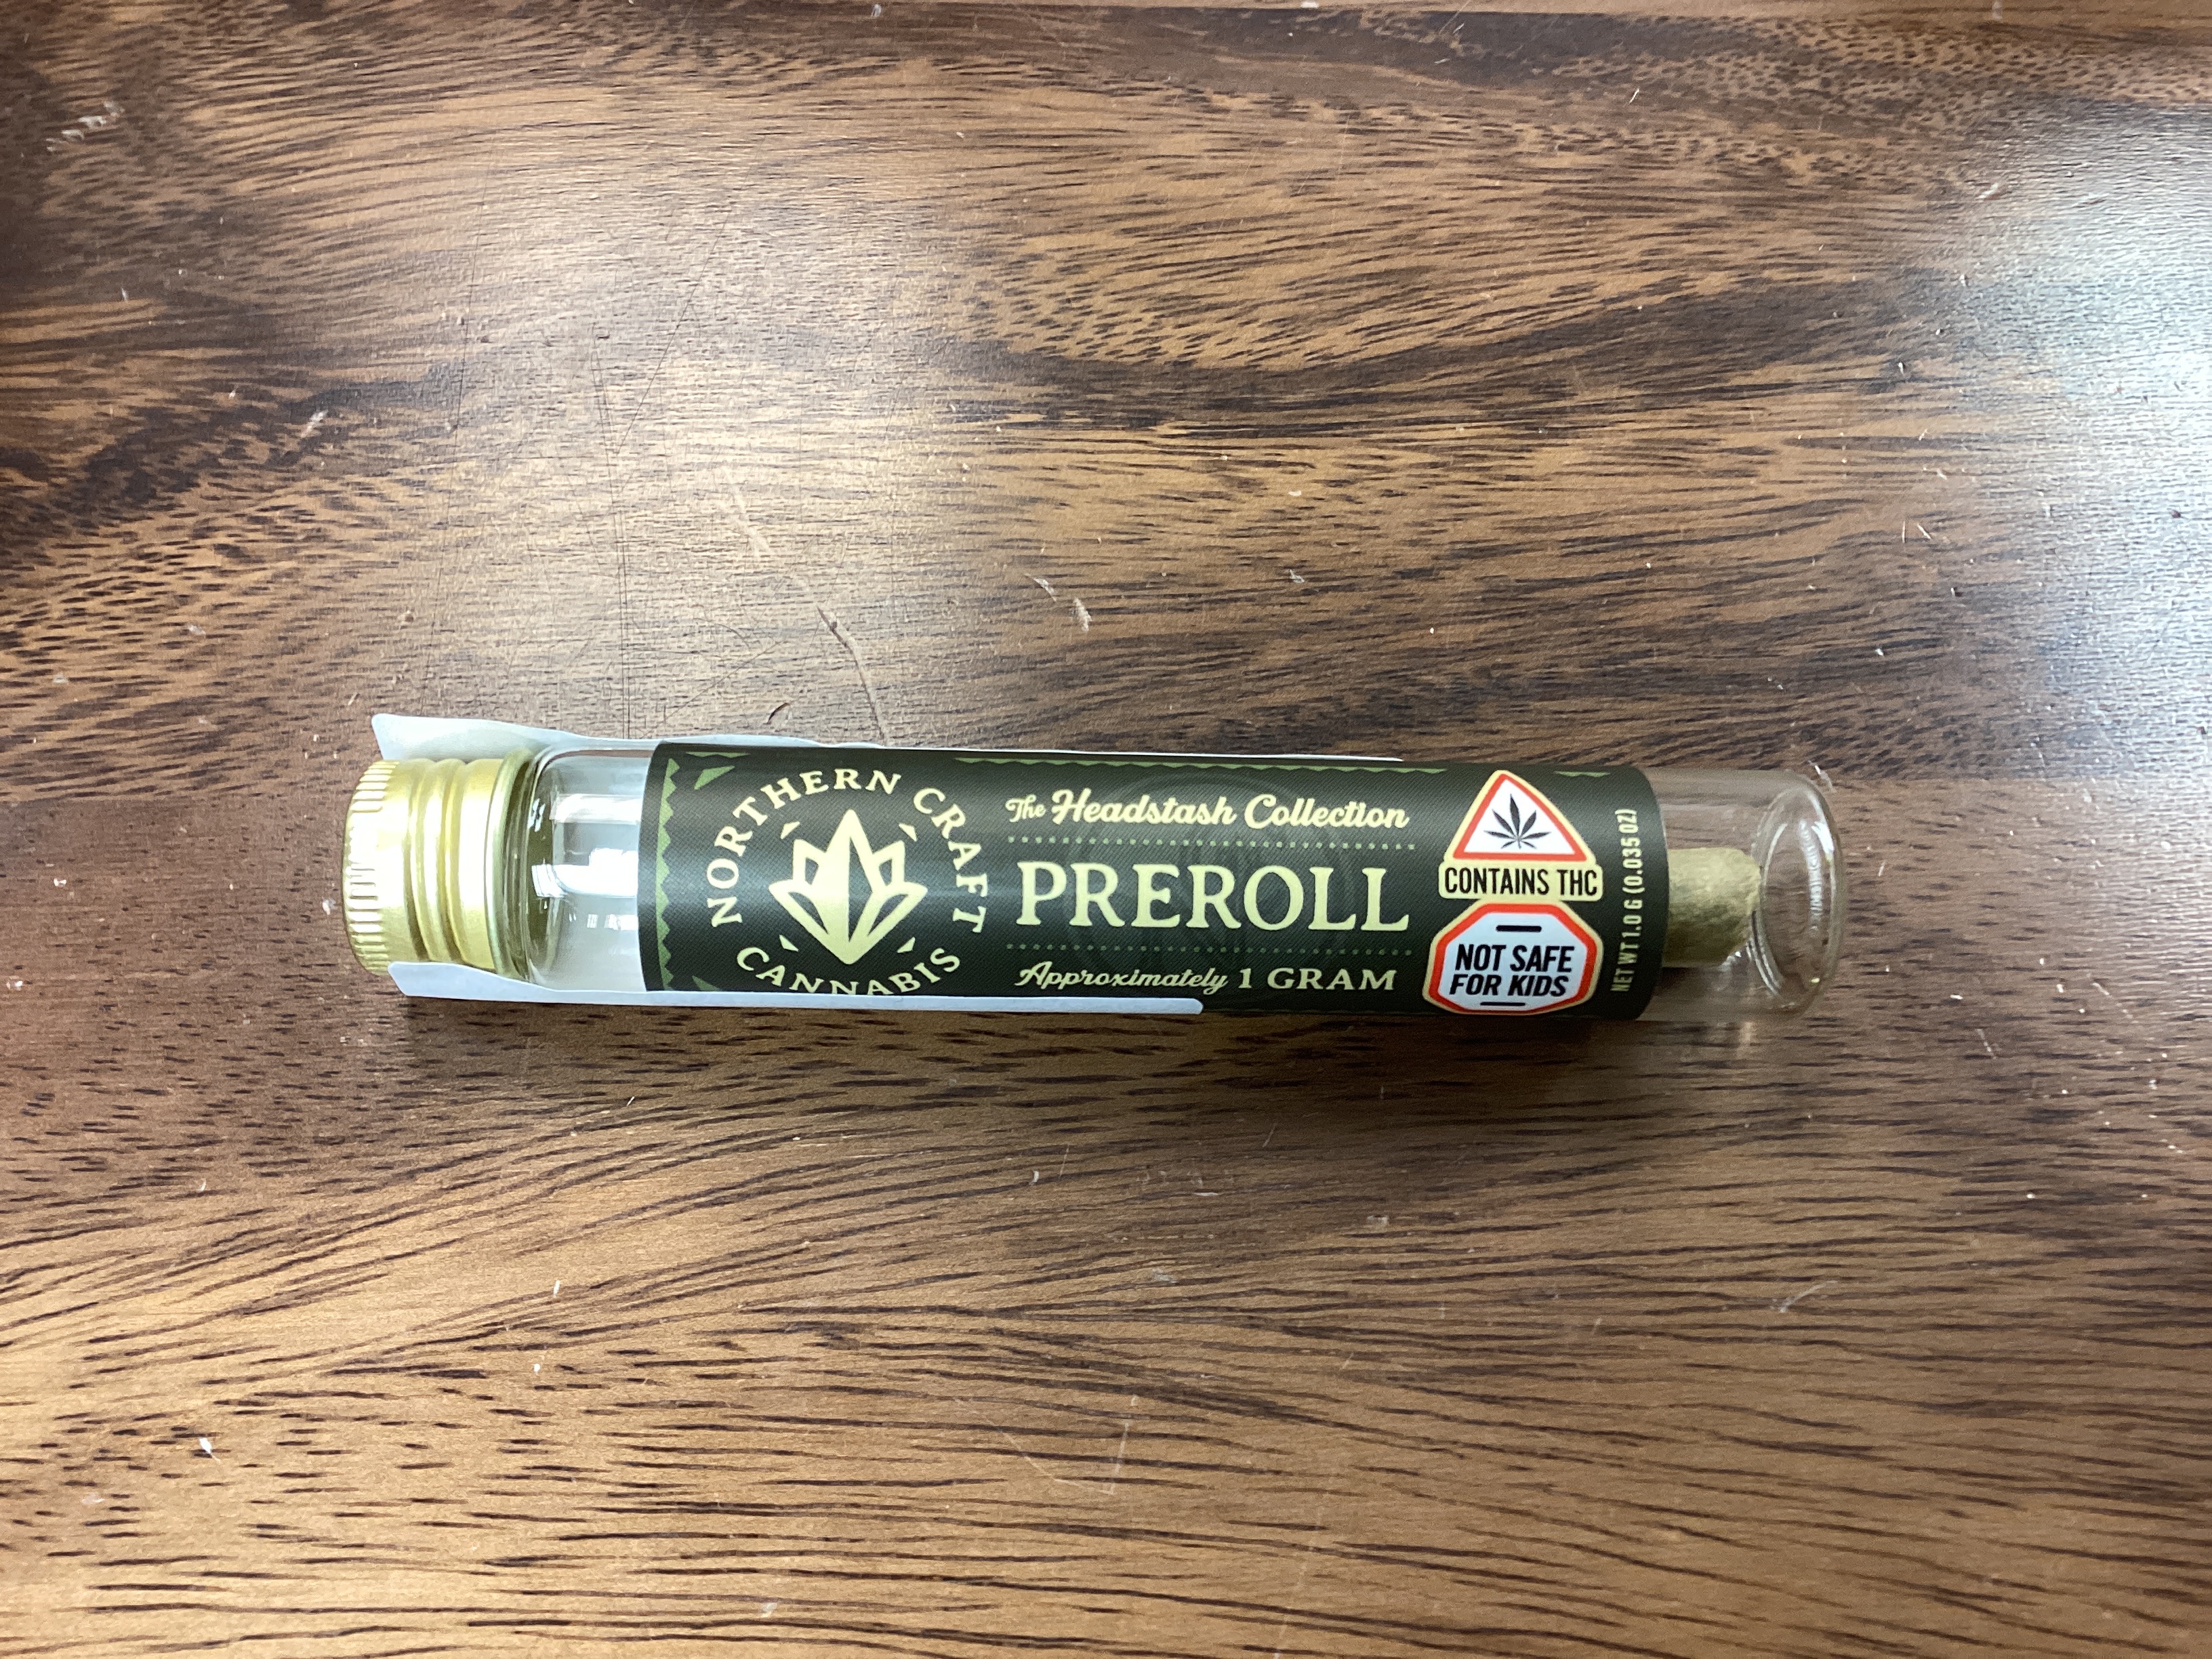 NORTHERN CRAFT
CANNABIS
The Headstash Collection
PREROLL
Approximately 1 GRAM
CONTAINS THC
NOT SAFE
FOR KIDS
NET WT 1.0 G (0.035 OZ)